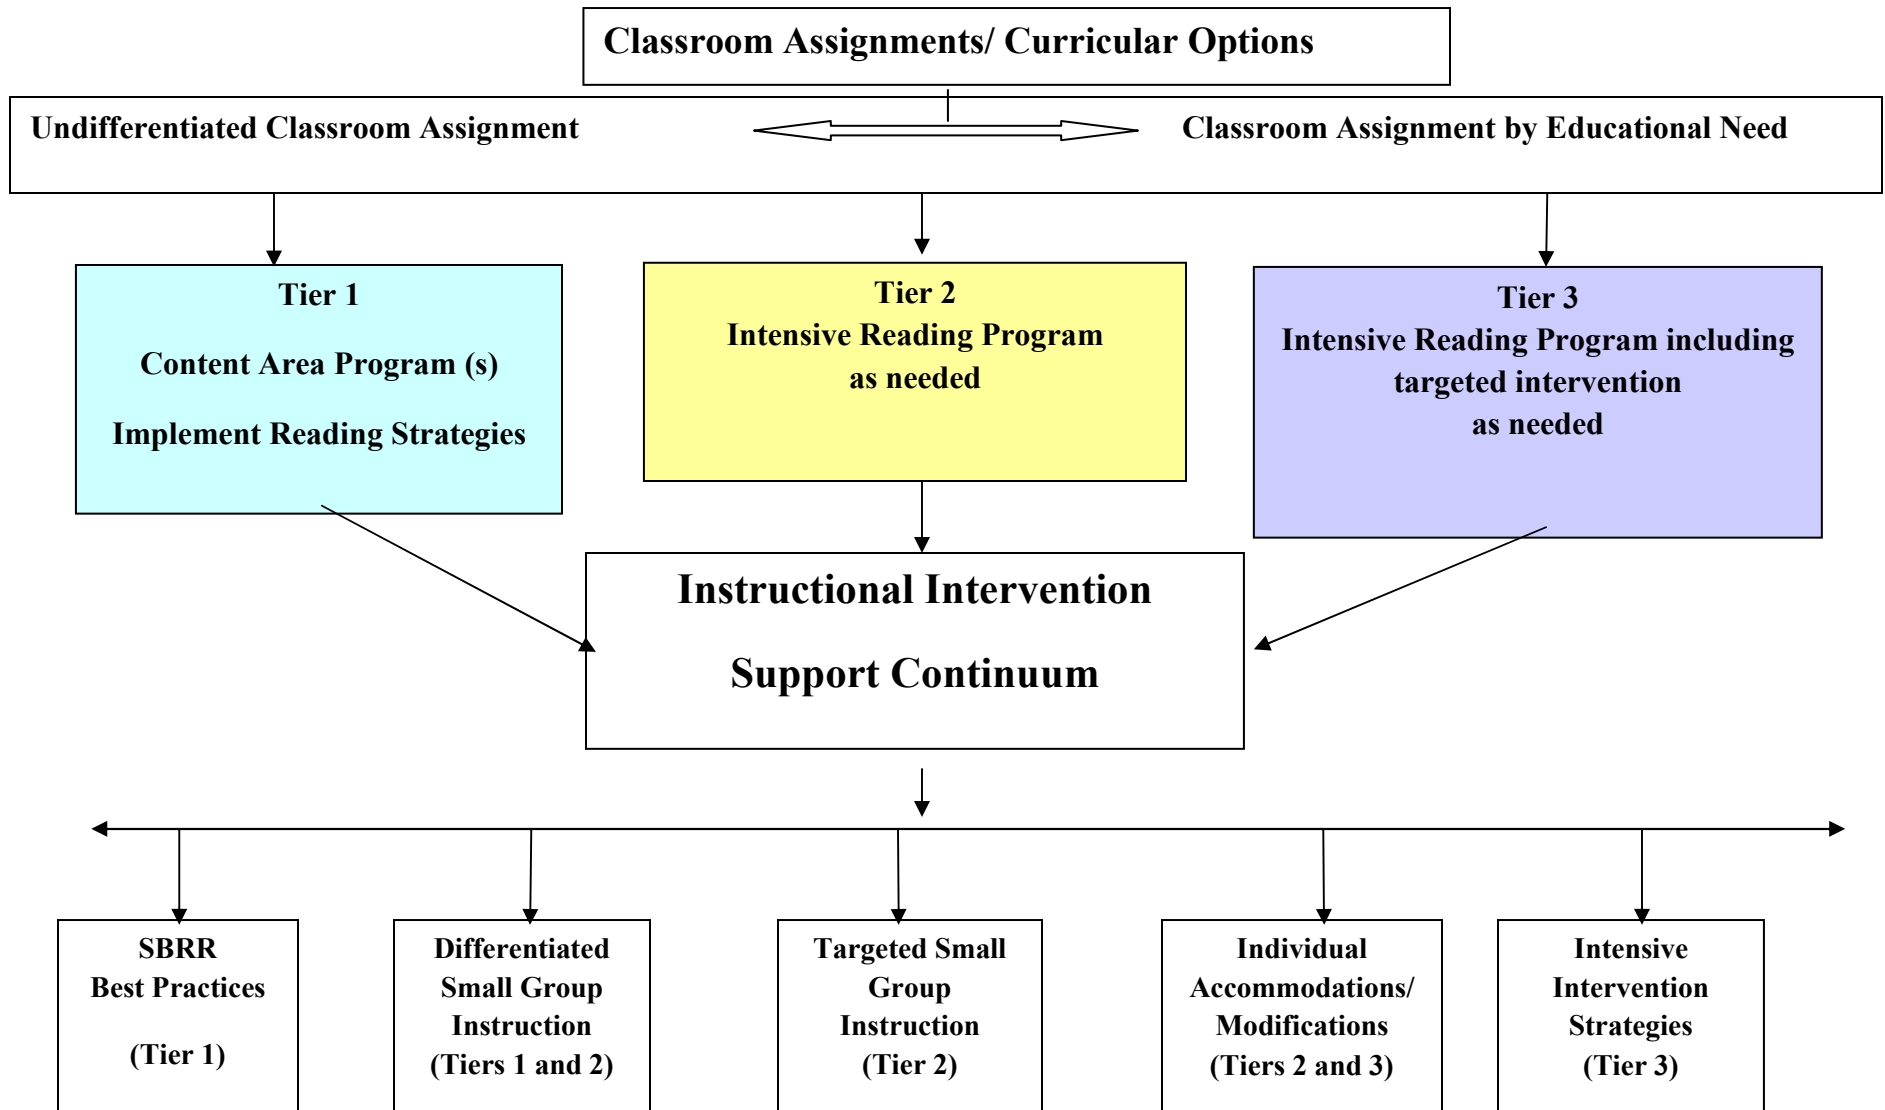 Classroom Assignments/ Curricular Options
Undifferentiated Classroom Assignment
Classroom Assignment by Educational Need
Tier 1
Content Area Program (s)
Implement Reading Strategies
Tier 2
Intensive Reading Program
as needed
Tier 3
Intensive Reading Program including
targeted intervention
as needed
Instructional Intervention
Support Continuum
SBRR
Best Practices
(Tier 1)
Differentiated
Small Group
Instruction
(Tiers 1 and 2)
Targeted Small
Group
Instruction
(Tier 2)
Individual
Accommodations/
Modifications
(Tiers 2 and 3)
Intensive
Intervention
Strategies
(Tier 3)